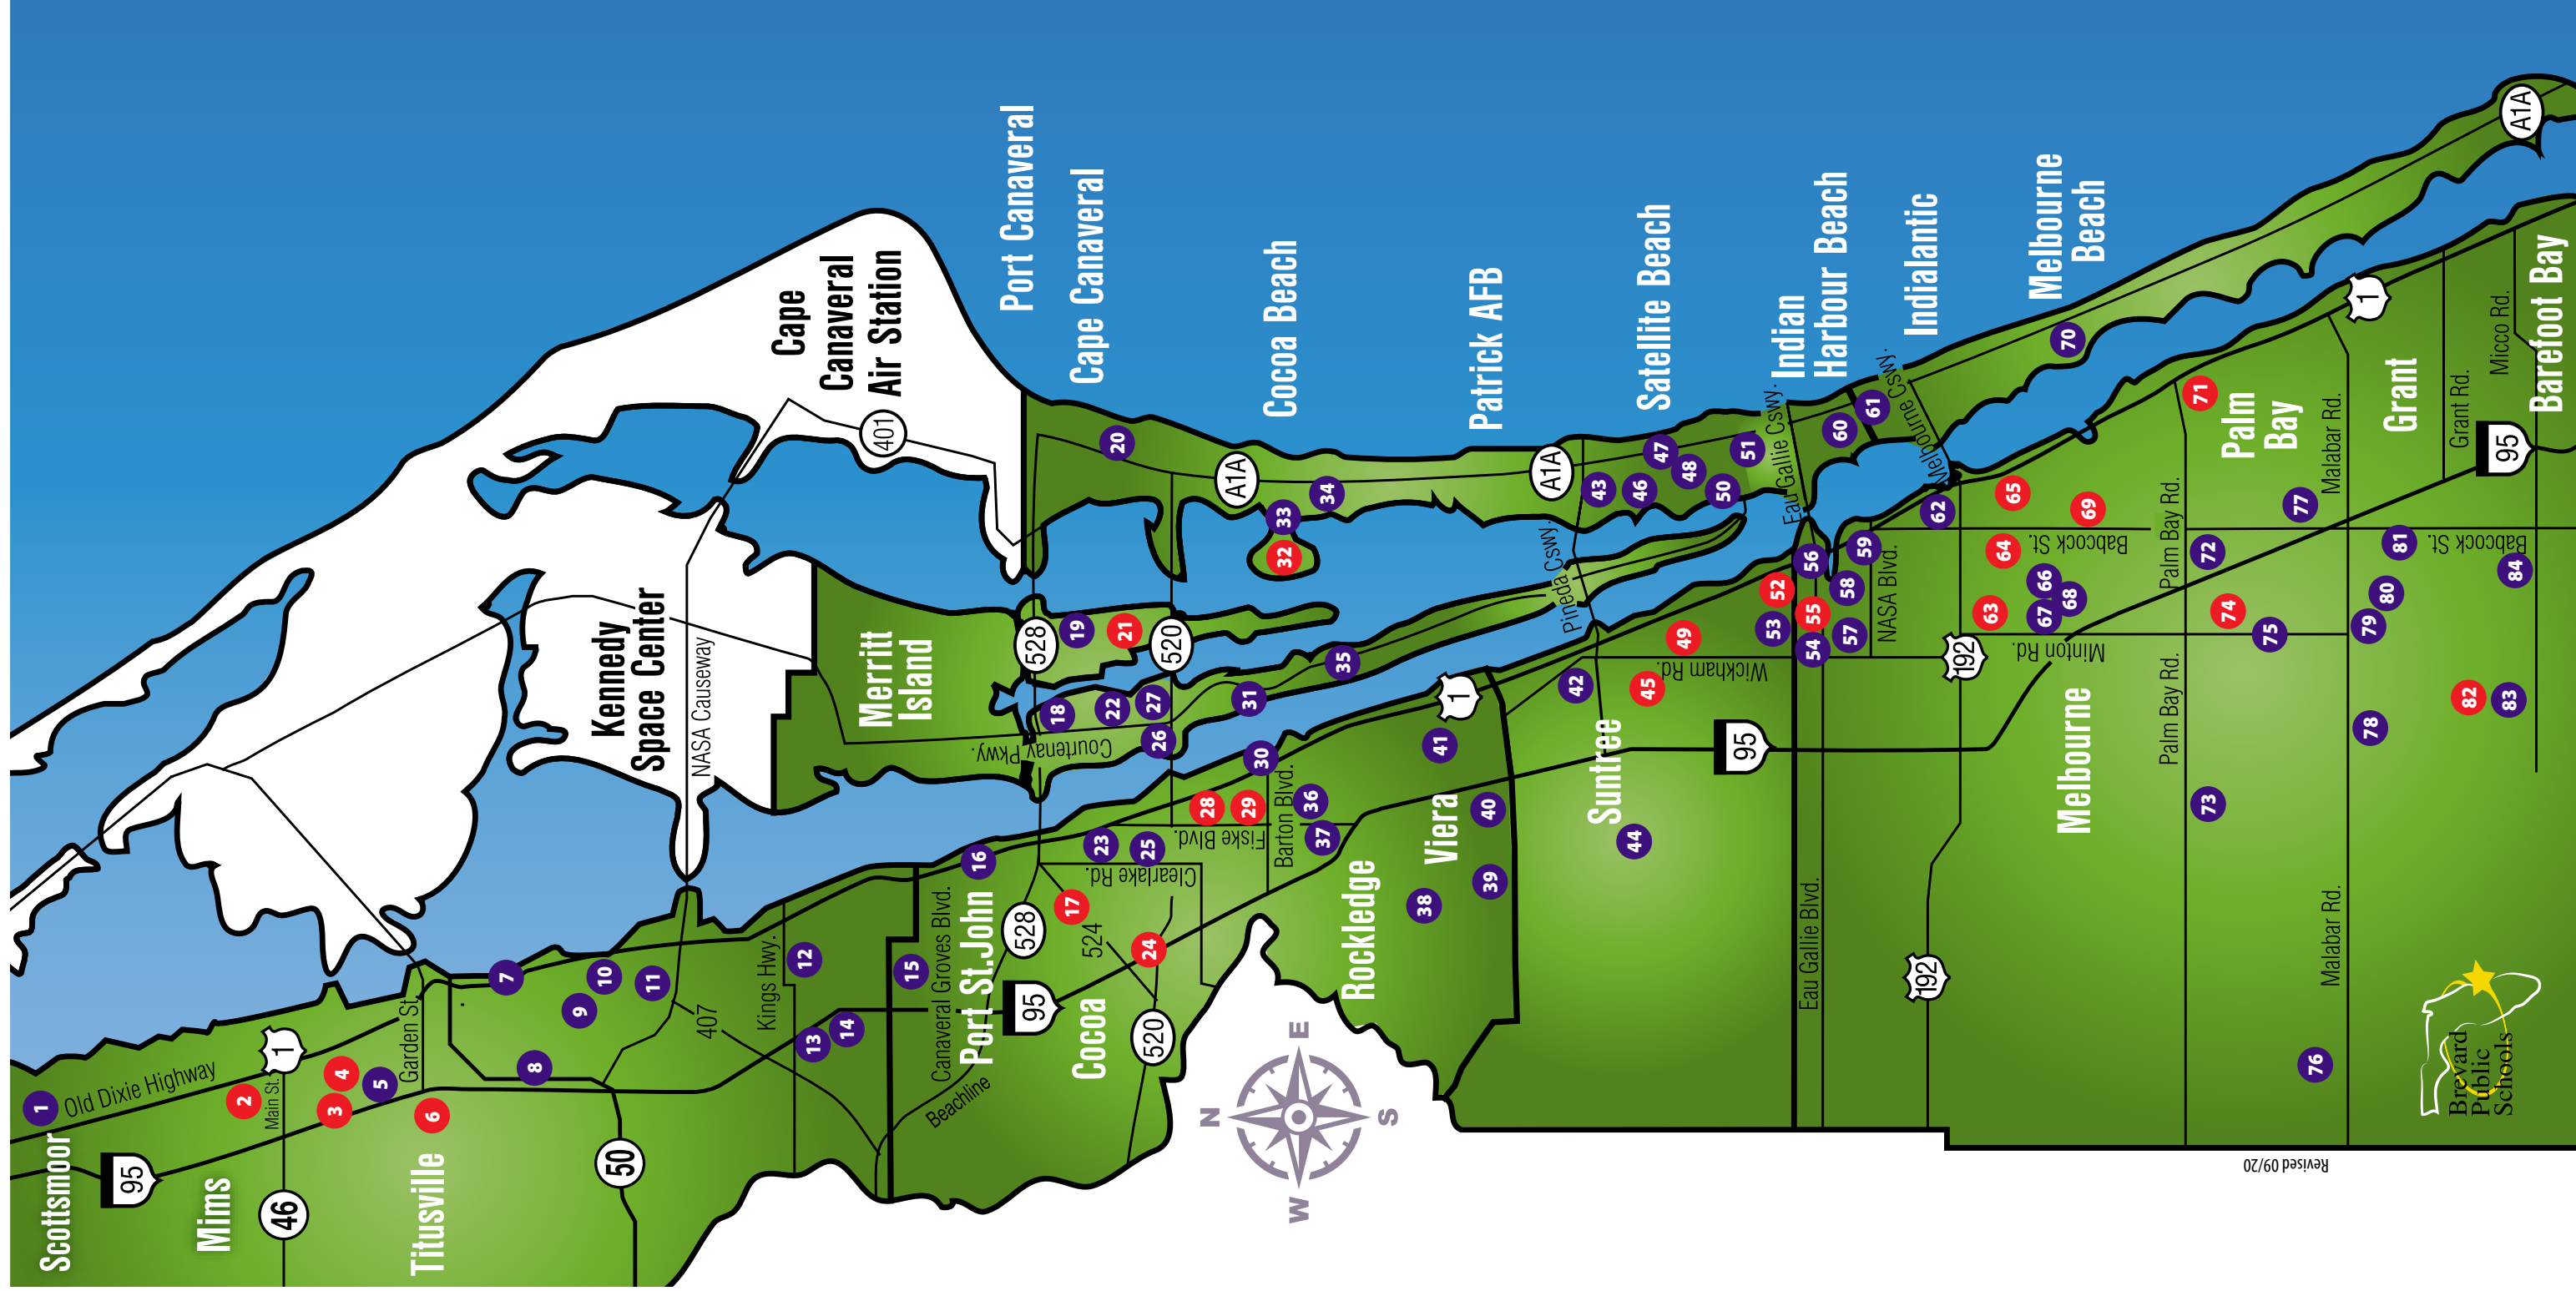 Scottsmoor
1
Old Dixie Highway
95
Mims
46
2
Main St.
1
3
4
5
6
Titusville
Garden St.
7
8
9
10
11
50
407
NASA Causeway
Kennedy
Space Center
Cape
Canaveral
Air Station
401
Kings Hwy.
12
13
14
15
Canaveral Groves Blvd.
Port St.John
16
Beachline
528
95
Merritt
Island
Port Canaveral
Cape Canaveral
528
520
Courtenay Pkwy.
17
18
19
20
21
22
23
24
25
26
27
524
Clearlake Rd.
Cocoa
520
28
29
Fiske Blvd.
Barton Blvd.
30
31
A1A
32
33
34
35
Cocoa Beach
N
E
S
W
36
37
Rockledge
38
39
40
41
Viera
1
Patrick AFB
A1A
Pineda Cswy.
42
43
44
45
46
47
48
49
50
51
Suntree
Wickham Rd.
Satellite Beach
95
52
53
54
55
56
57
58
59
60
61
Eau Gallie Cswy.
Indian
Harbour Beach
Eau Gallie Blvd.
NASA Blvd.
Melbourne Cswy.
Indialantic
62
192
192
63
64
65
66
67
68
69
70
Babcock St.
Minton Rd.
Melbourne
Melbourne
Beach
Palm Bay Rd.
Palm Bay Rd.
71
72
73
74
75
76
77
Palm
Bay
Malabar Rd.
Malabar Rd.
1
78
79
80
81
82
83
84
Grant
Babcock St.
Grant Rd.
95
Micco Rd.
Barefoot Bay
A1A
Brevard
Public
Schools
Revised 09/20